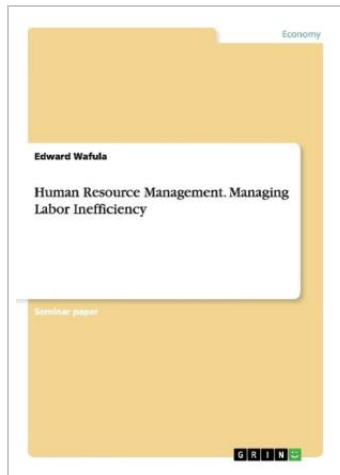 Economy
Edward Wafula
Human Resource Management. Managing
Labor Inefficiency
Seminar paper
GRIN